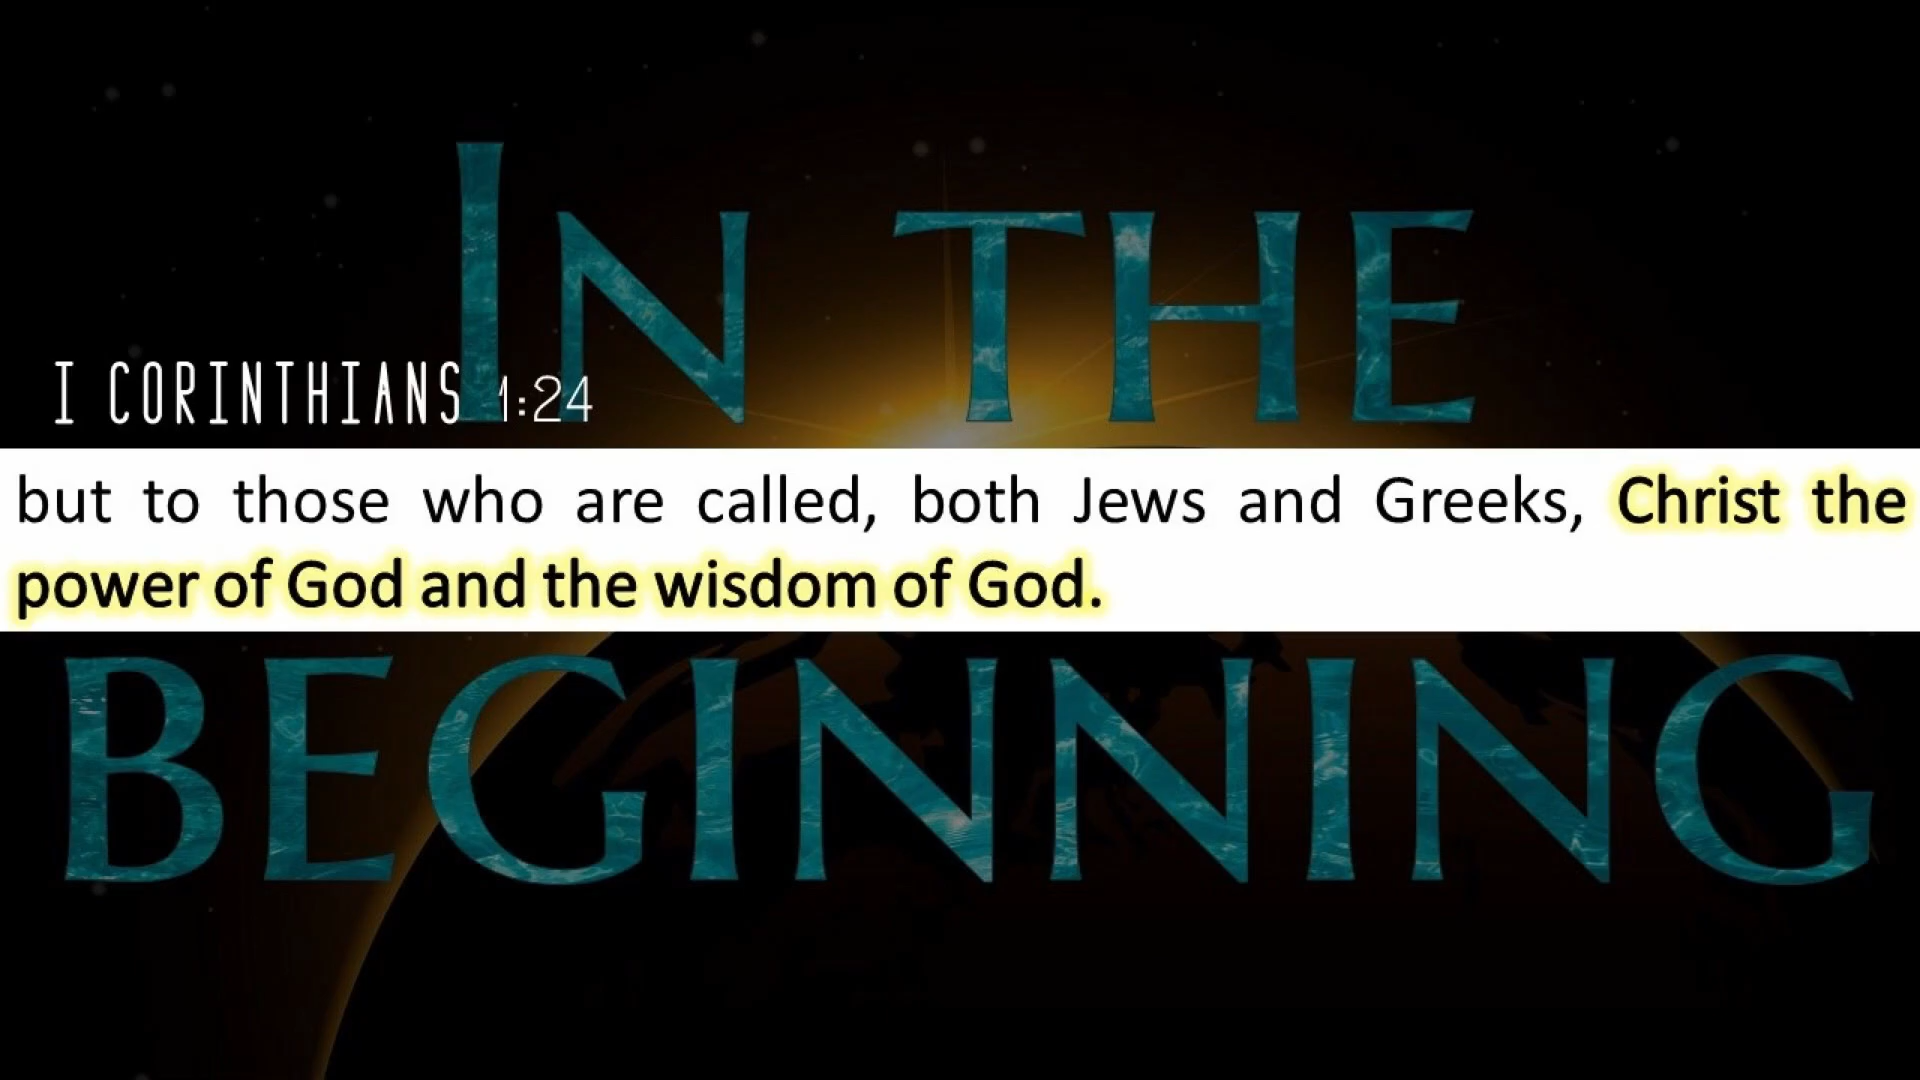 IN THE
I CORINTHIANS 1:24
but to those who are called, both Jews and Greeks, Christ the
power of God and the wisdom of God.
BEGINNING